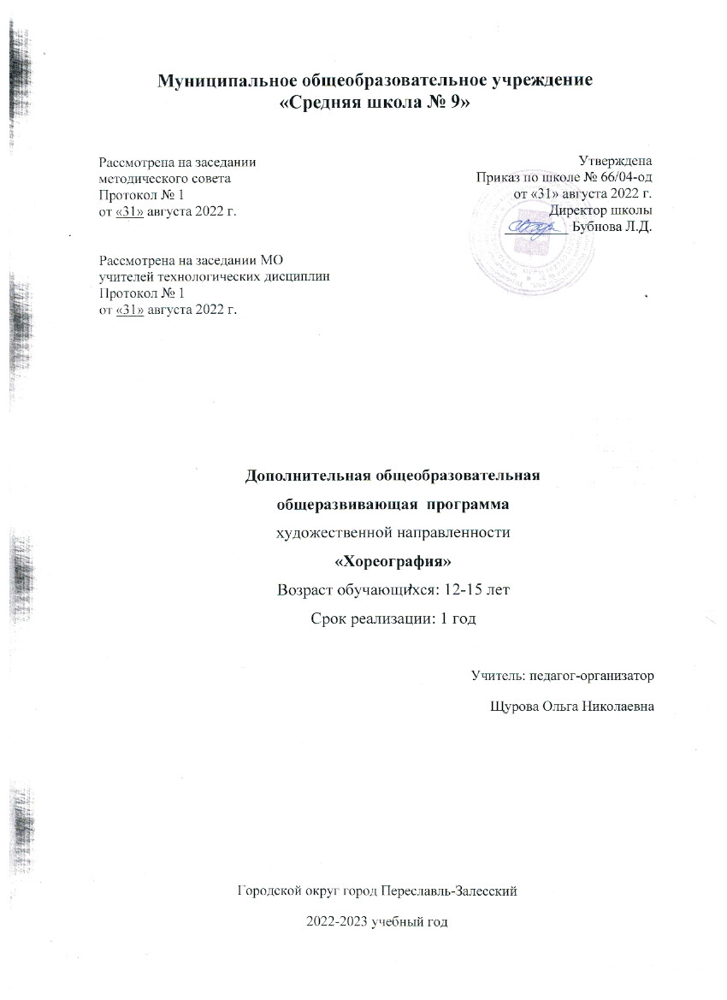 Муниципальное общеобразовательное учреждение
«Средняя школа № 9»
Рассмотрена на заседании
методического совета
Протокол № 1
от «31» августа 2022 г.
Утверждена
Приказ по школе № 66/04-од
от «31» августа 2022 г.
Директор школы
Бубнова Л.Д.
Рассмотрена на заседании МО
учителей технологических дисциплин
Протокол № 1
от «31» августа 2022 г.
Дополнительная общеобразовательная
общеразвивающая программа
художественной направленности
«Хореография»
Возраст обучающихся: 12-15 лет
Срок реализации: 1 год
Учитель: педагог-организатор
Щурова Ольга Николаевна
Городской округ город Переславль-Залесский
2022-2023 учебный год